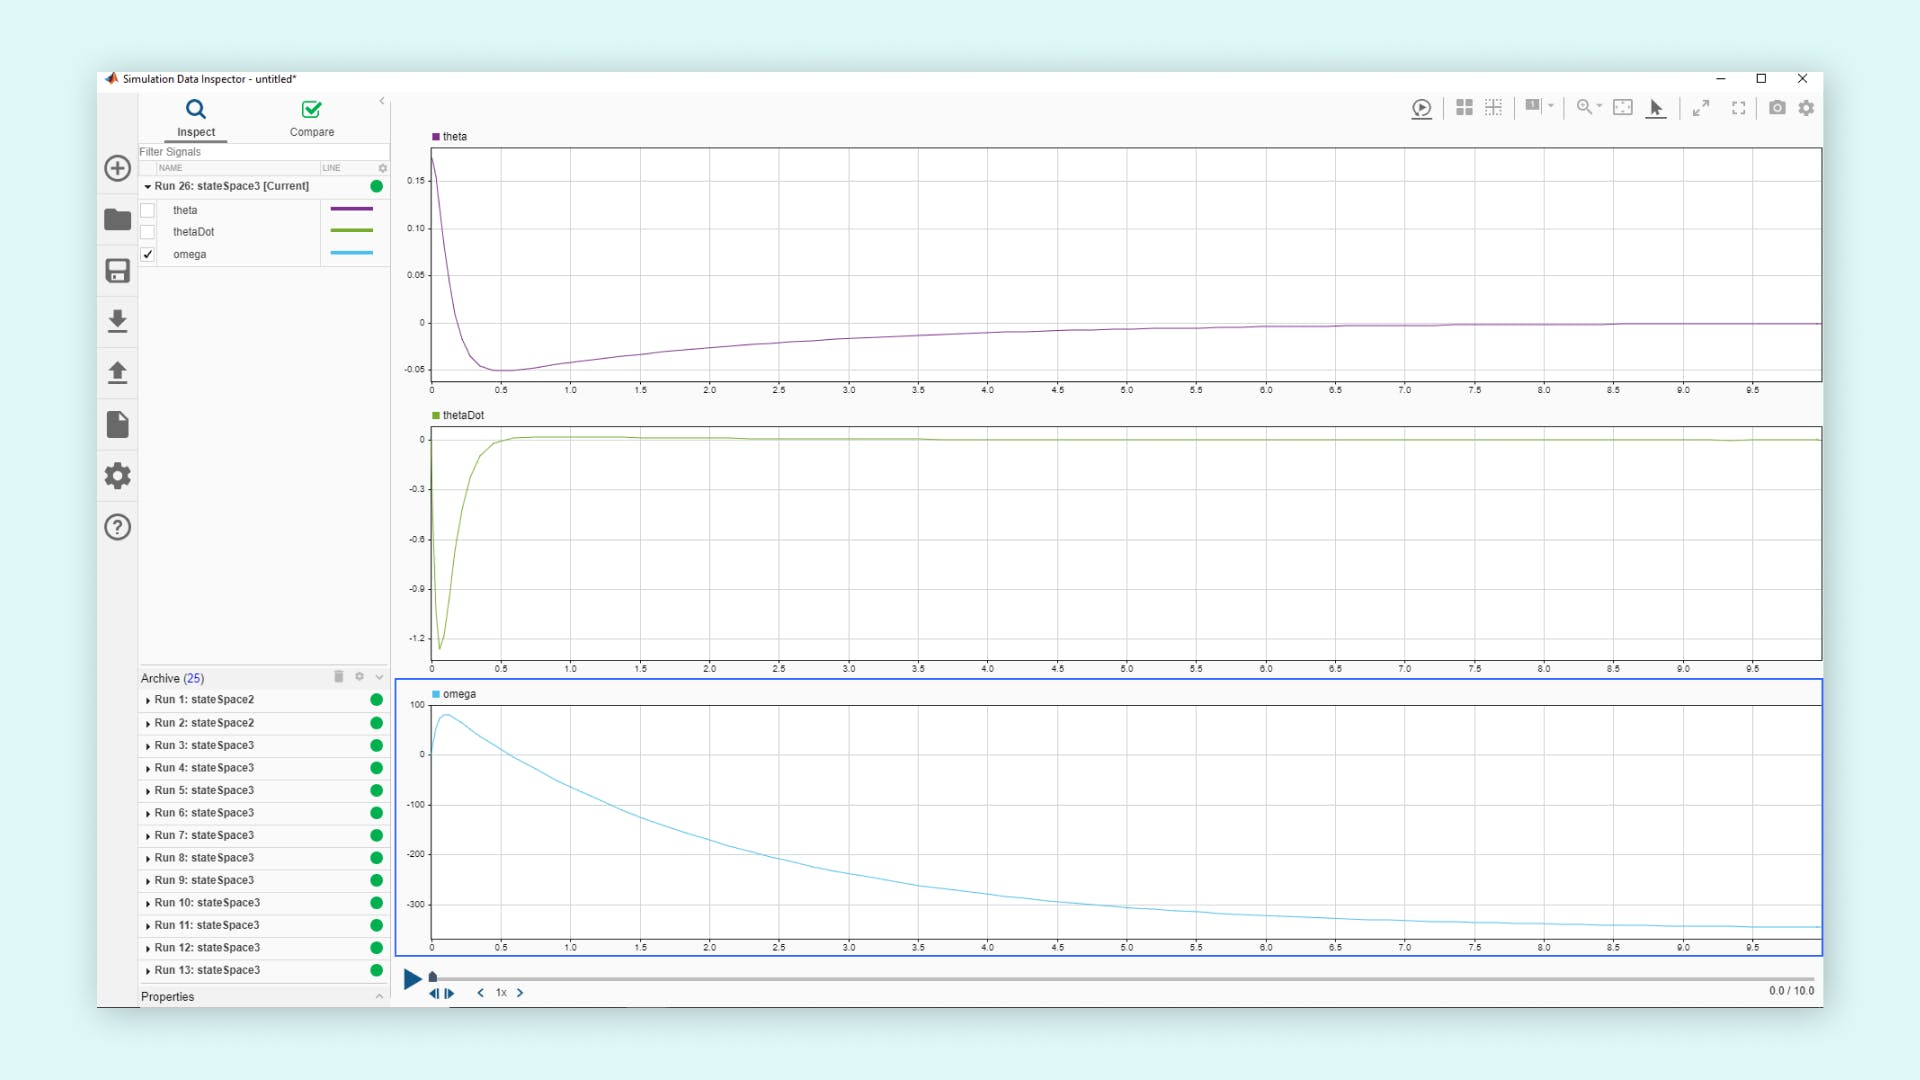 Simulation Data Inspector - untitled*
Inspect
Compare
Filter Signals
NAME LINE
Run 26: stateSpace3 [Current]
theta
thetaDot
omega
Archive (25)
Run 1: stateSpace2
Run 2: stateSpace2
Run 3: stateSpace3
Run 4: stateSpace3
Run 5: stateSpace3
Run 6: stateSpace3
Run 7: stateSpace3
Run 8: stateSpace3
Run 9: stateSpace3
Run 10: stateSpace3
Run 11: stateSpace3
Run 12: stateSpace3
Run 13: stateSpace3
Properties
theta
0.15
0.10
0.05
0
-0.05
0 0.5 1.0 1.5 2.0 2.5 3.0 3.5 4.0 4.5 5.0 5.5 6.0 6.5 7.0 7.5 8.0 8.5 9.0 9.5
thetaDot
0
-0.3
-0.6
-0.9
-1.2
0 0.5 1.0 1.5 2.0 2.5 3.0 3.5 4.0 4.5 5.0 5.5 6.0 6.5 7.0 7.5 8.0 8.5 9.0 9.5
omega
100
0
-100
-200
-300
0 0.5 1.0 1.5 2.0 2.5 3.0 3.5 4.0 4.5 5.0 5.5 6.0 6.5 7.0 7.5 8.0 8.5 9.0 9.5
1x
0.0 / 10.0